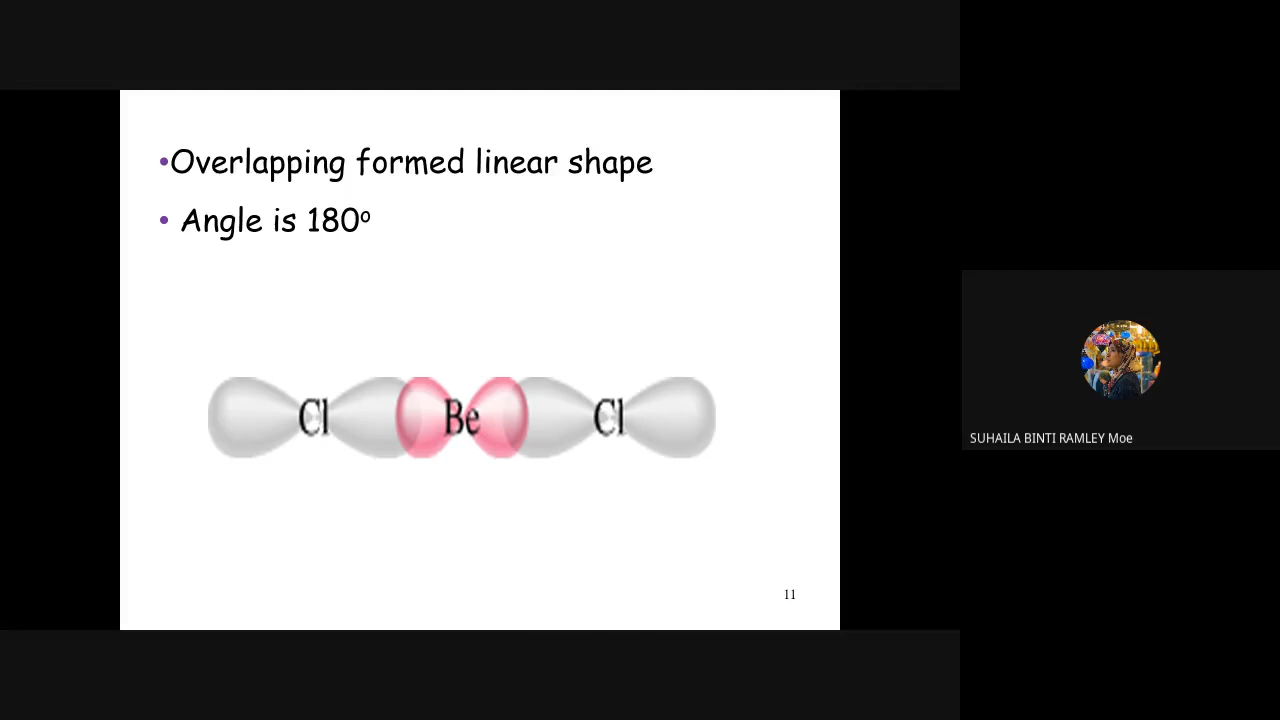 •Overlapping formed linear shape
• Angle is 180º
Cl Be Cl
11
SUHAILA BINTI RAMLEY Moe